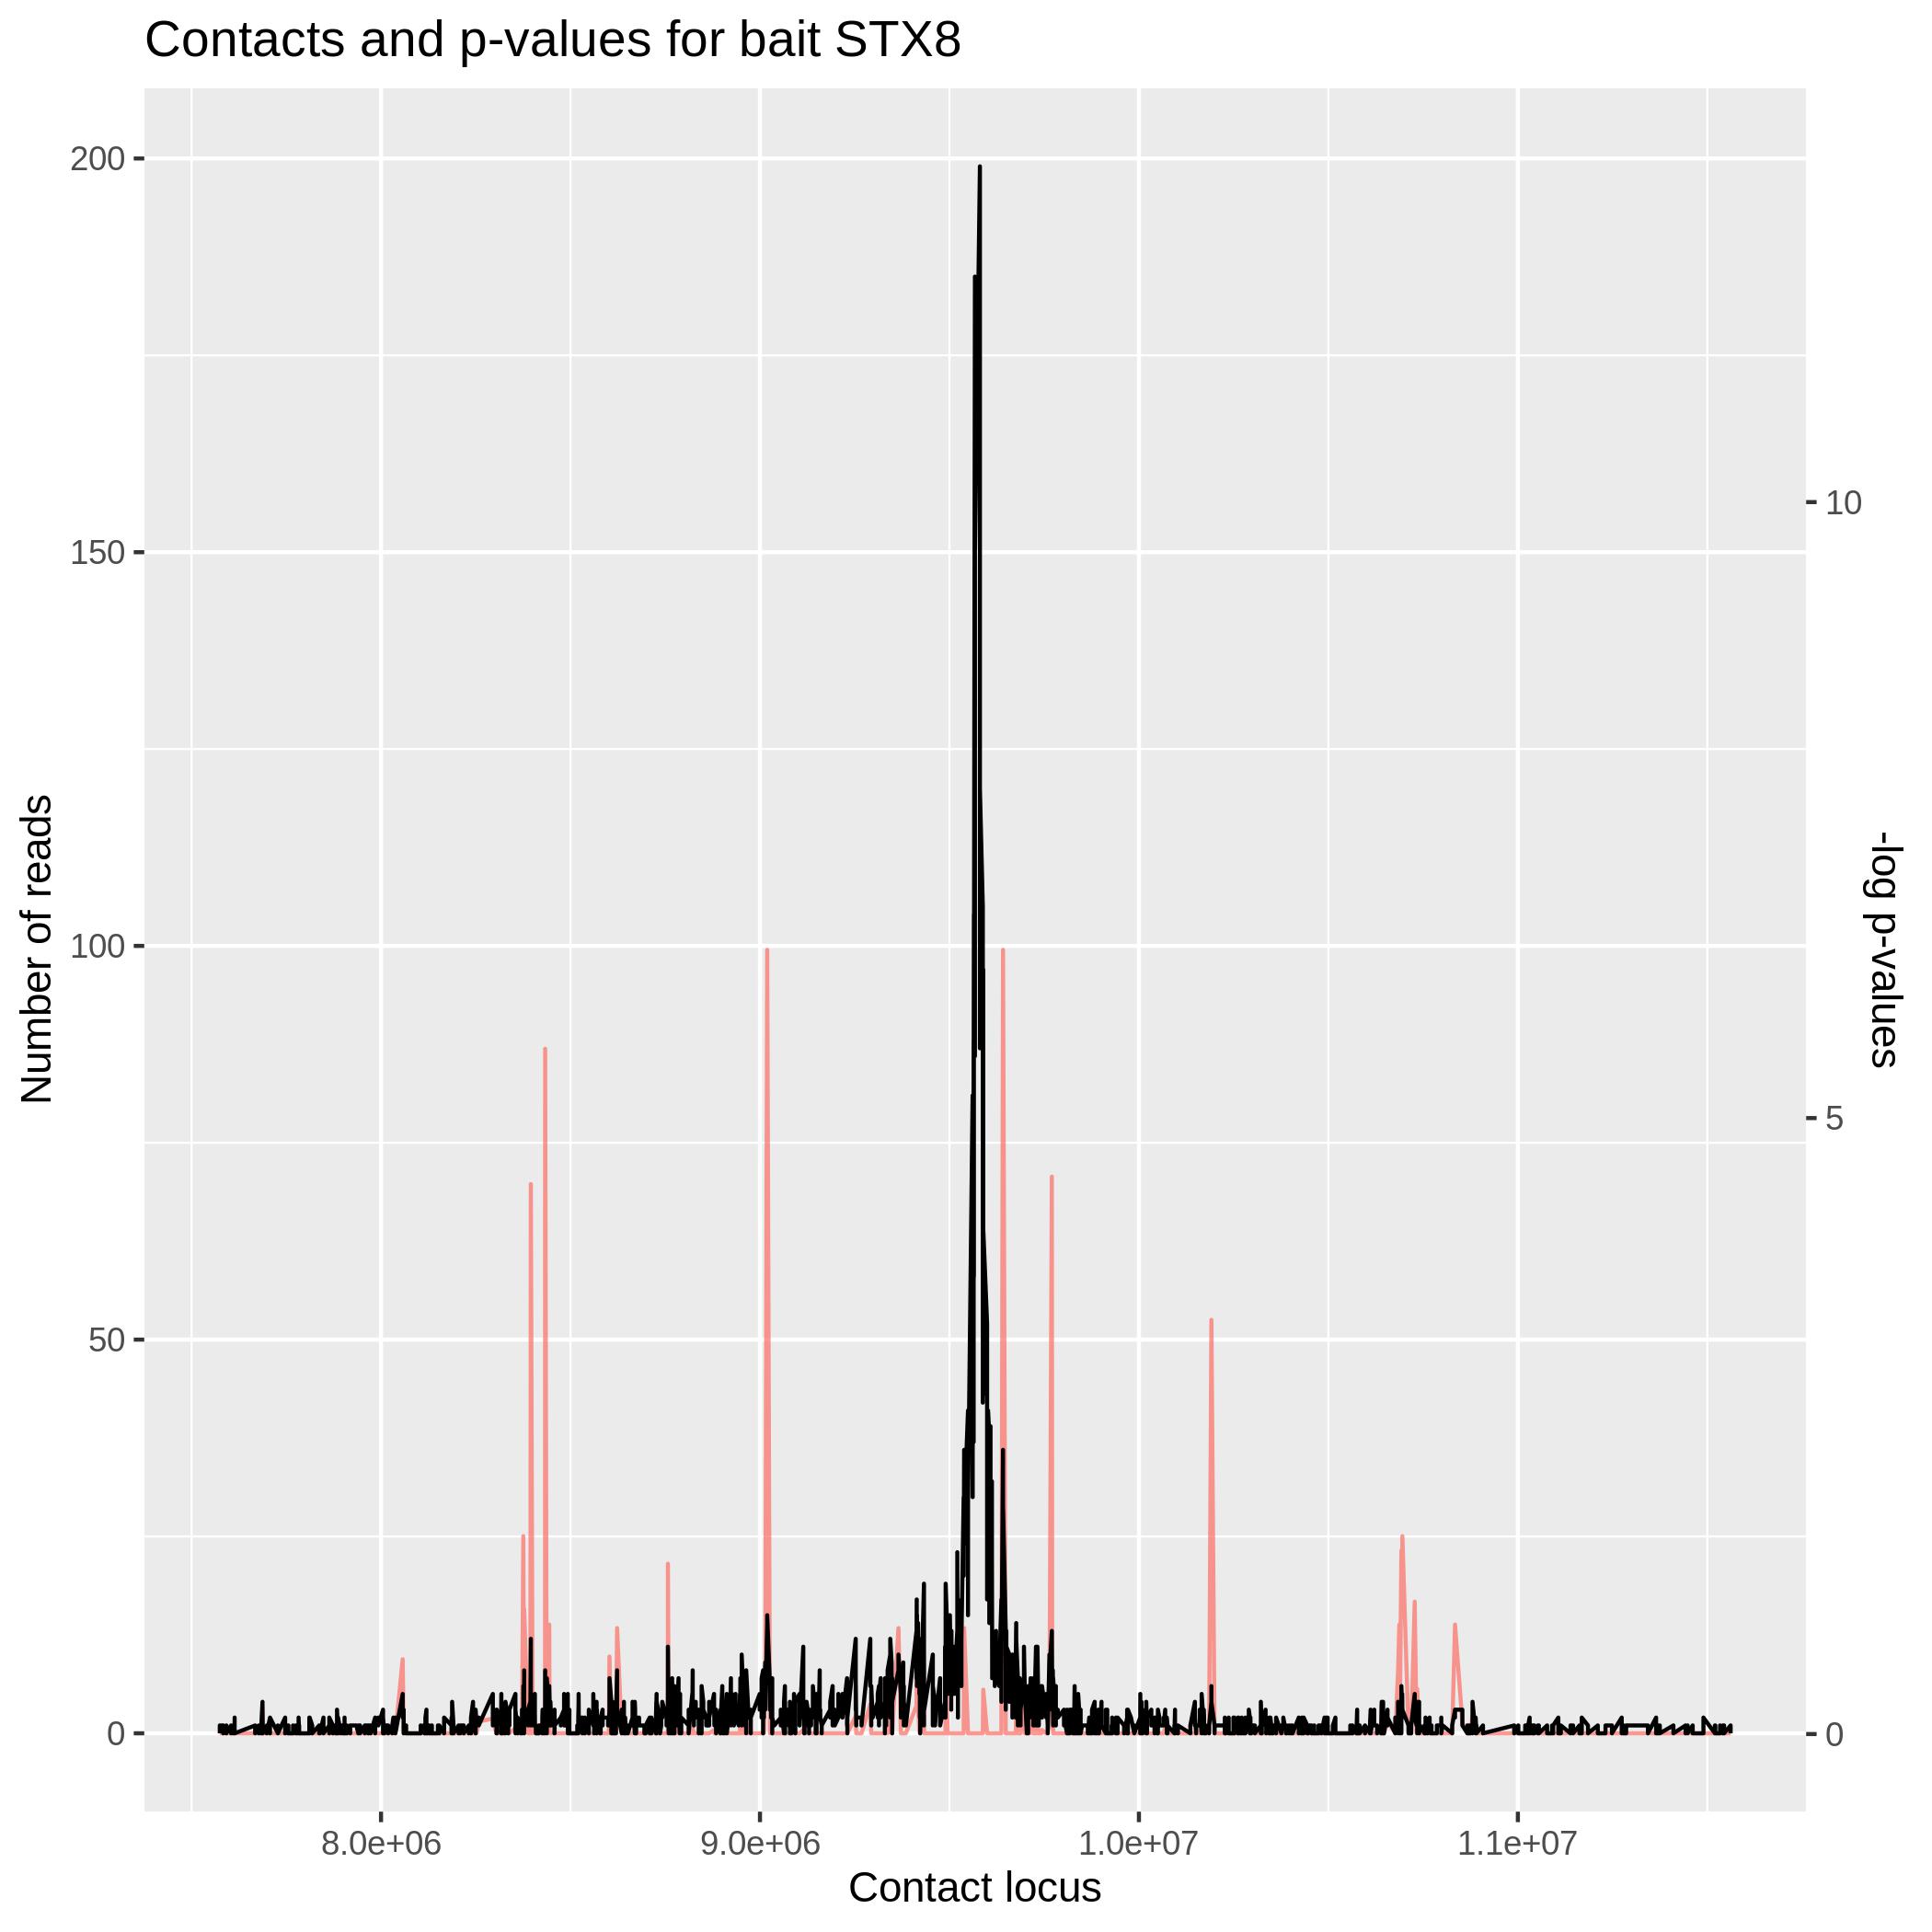 Contacts and p-values for bait STX8
200
150
100
50
0
Number of reads
10
5
0
-log p-values
8.0e+06
9.0e+06
1.0e+07
1.1e+07
Contact locus